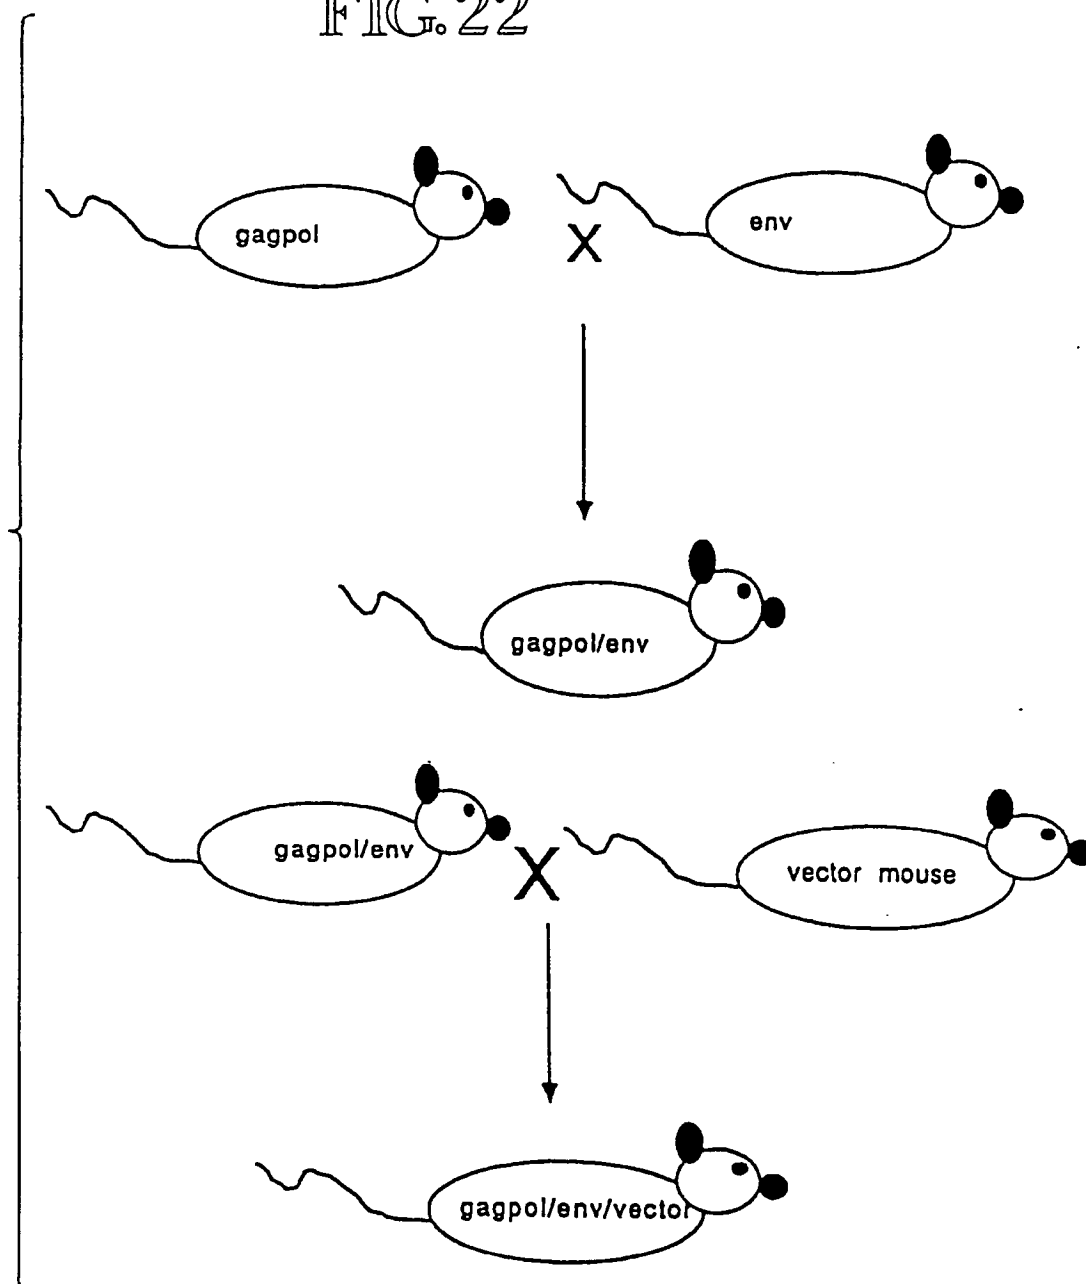 FIG. 22
gagpol
X
env
gagpol/env
gagpol/env
X
vector mouse
gagpol/env/vector